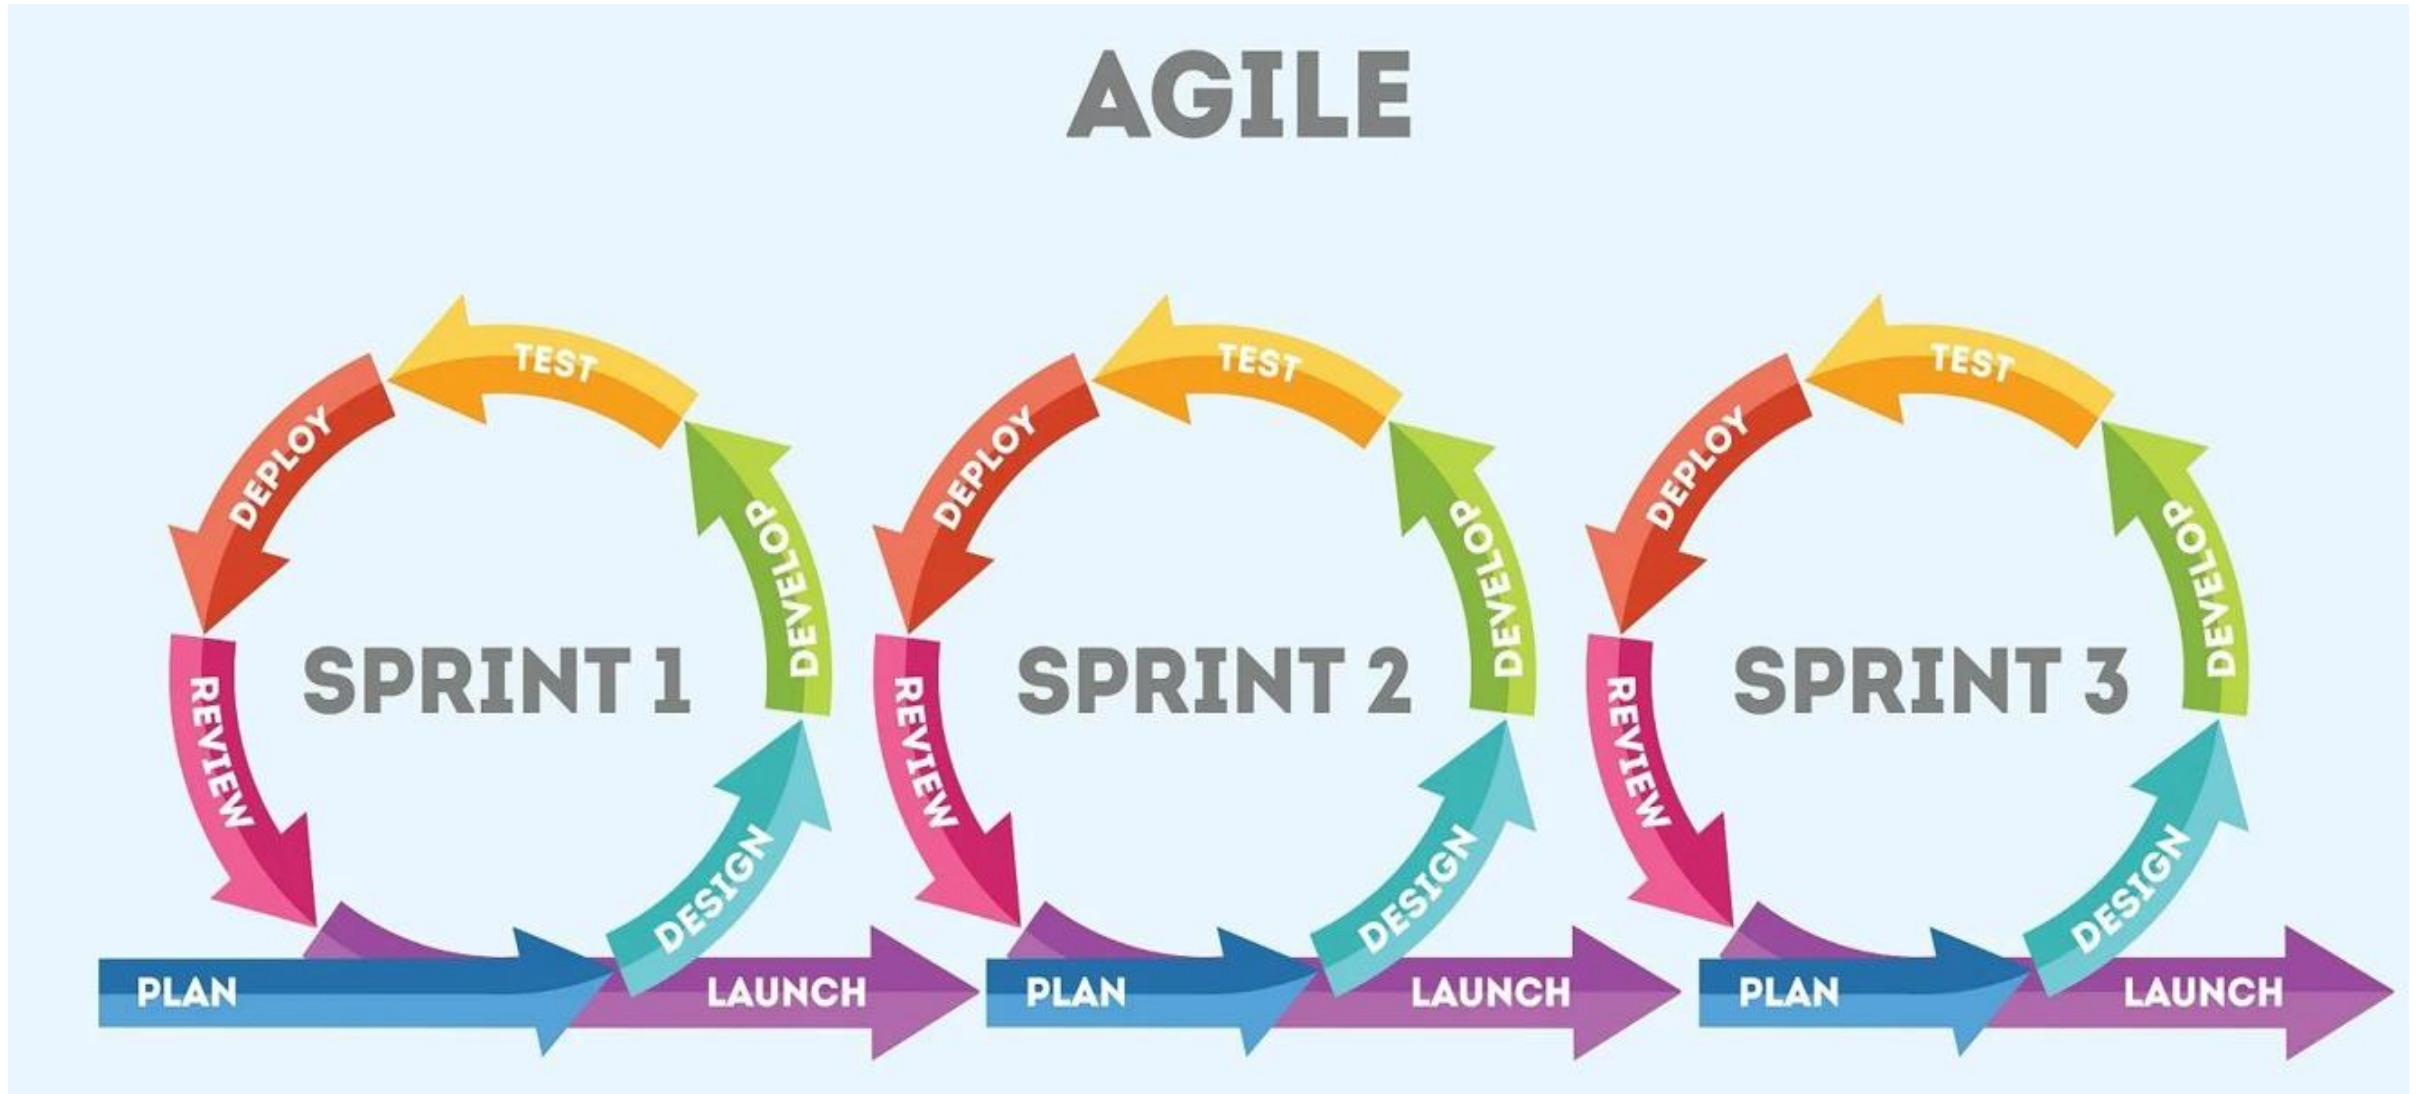 AGILE
SPRINT 1
PLAN
DESIGN
DEVELOP
TEST
DEPLOY
REVIEW
LAUNCH
SPRINT 2
PLAN
DESIGN
DEVELOP
TEST
DEPLOY
REVIEW
LAUNCH
SPRINT 3
PLAN
DESIGN
DEVELOP
TEST
DEPLOY
REVIEW
LAUNCH